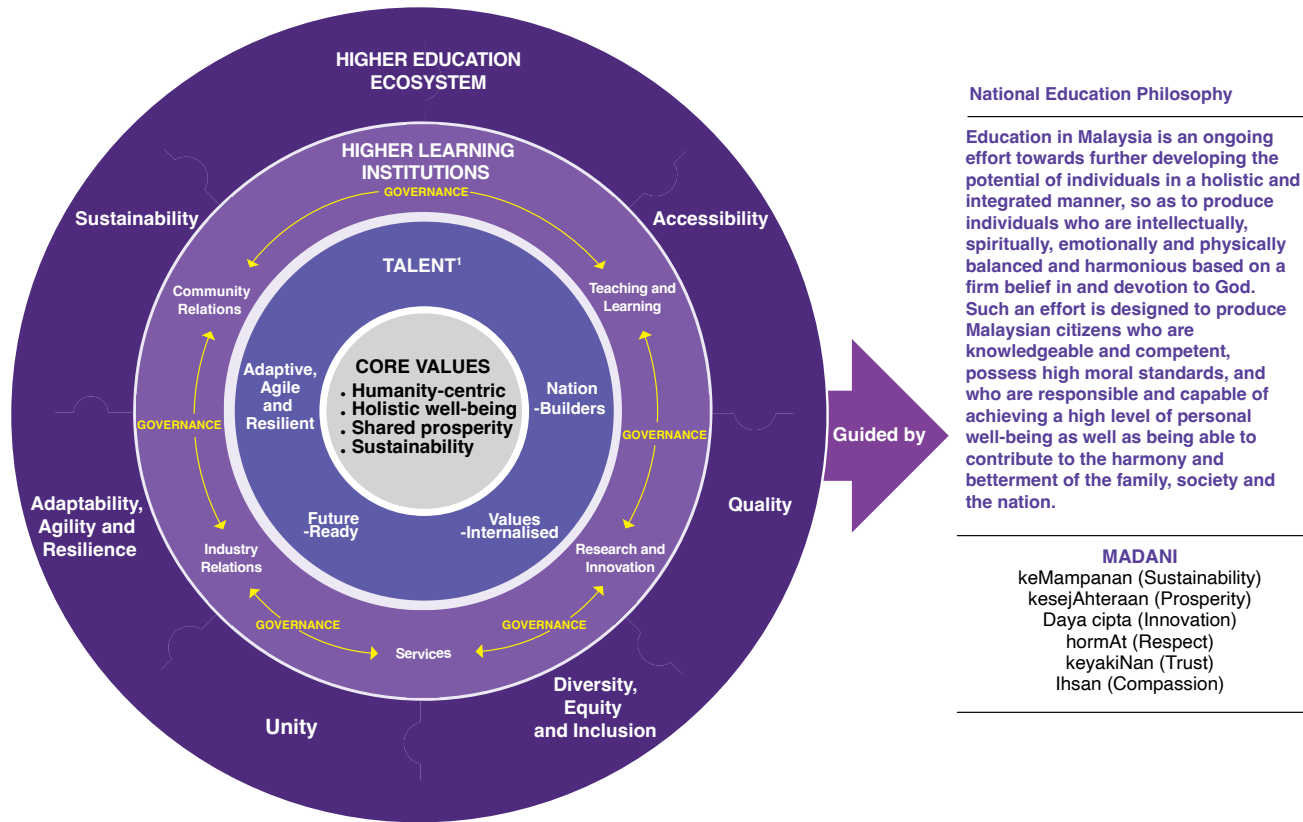 HIGHER EDUCATION
ECOSYSTEM
HIGHER LEARNING
INSTITUTIONS
GOVERNANCE
Sustainability
Accessibility
TALENT¹
Community
Relations
Teaching and
Learning
CORE VALUES
. Humanity-centric
. Holistic well-being
. Shared prosperity
. Sustainability
Adaptive,
Agile
and
Resilient
Nation
-Builders
GOVERNANCE
GOVERNANCE
Adaptability,
Agility and
Resilience
Quality
Future
-Ready
Values
-Internalised
Industry
Relations
Research and
Innovation
GOVERNANCE
GOVERNANCE
Services
Unity
Diversity,
Equity
and Inclusion
Guided by
National Education Philosophy
Education in Malaysia is an ongoing
effort towards further developing the
potential of individuals in a holistic and
integrated manner, so as to produce
individuals who are intellectually,
spiritually, emotionally and physically
balanced and harmonious based on a
firm belief in and devotion to God.
Such an effort is designed to produce
Malaysian citizens who are
knowledgeable and competent,
possess high moral standards, and
who are responsible and capable of
achieving a high level of personal
well-being as well as being able to
contribute to the harmony and
betterment of the family, society and
the nation.
MADANI
keMampanan (Sustainability)
kesejAhteraan (Prosperity)
Daya cipta (Innovation)
hormAt (Respect)
keyakiNan (Trust)
Ihsan (Compassion)